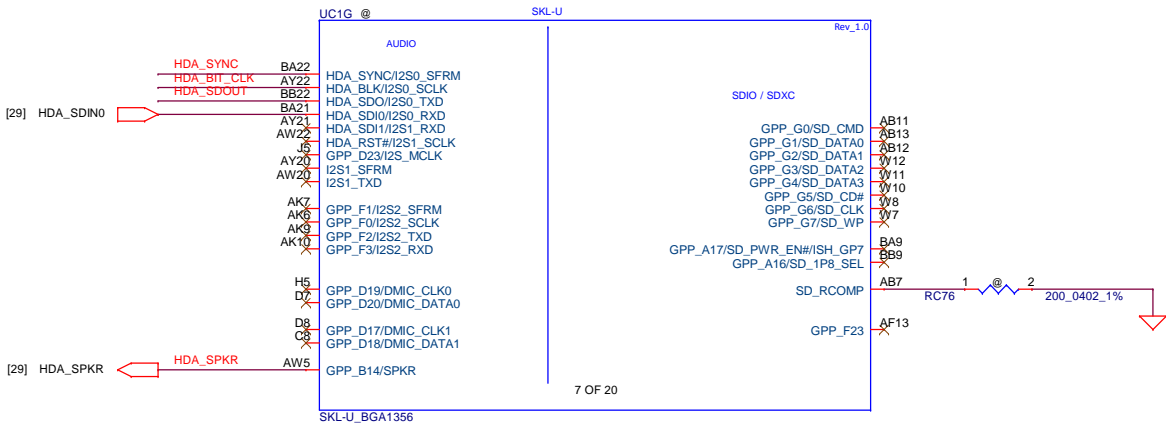 UC1G @
SKL-U
Rev_1.0
AUDIO
SDIO / SDXC
HDA_SYNC BA22 HDA_SYNC/I2S0_SFRM
HDA_BIT_CLK AY22 HDA_BLK/I2S0_SCLK
HDA_SDOUT BB22 HDA_SDO/I2S0_TXD
[29] HDA_SDIN0 BA21 HDA_SDI0/I2S0_RXD
AY21 HDA_SDI1/I2S1_RXD
AW22 HDA_RST#/I2S1_SCLK
J5 GPP_D23/I2S_MCLK
AY20 I2S1_SFRM
AW20 I2S1_TXD
AK7 GPP_F1/I2S2_SFRM
AK6 GPP_F0/I2S2_SCLK
AK9 GPP_F2/I2S2_TXD
AK10 GPP_F3/I2S2_RXD
H5 GPP_D19/DMIC_CLK0
D7 GPP_D20/DMIC_DATA0
D8 GPP_D17/DMIC_CLK1
C8 GPP_D18/DMIC_DATA1
[29] HDA_SPKR HDA_SPKR AW5 GPP_B14/SPKR
GPP_G0/SD_CMD AB11
GPP_G1/SD_DATA0 AB13
GPP_G2/SD_DATA1 AB12
GPP_G3/SD_DATA2 W12
GPP_G4/SD_DATA3 W11
GPP_G5/SD_CD# W10
GPP_G6/SD_CLK W8
GPP_G7/SD_WP W7
GPP_A17/SD_PWR_EN#/ISH_GP7 BA9
GPP_A16/SD_1P8_SEL BB9
SD_RCOMP AB7 RC76 1 @ 2 200_0402_1%
GPP_F23 AF13
7 OF 20
SKL-U_BGA1356